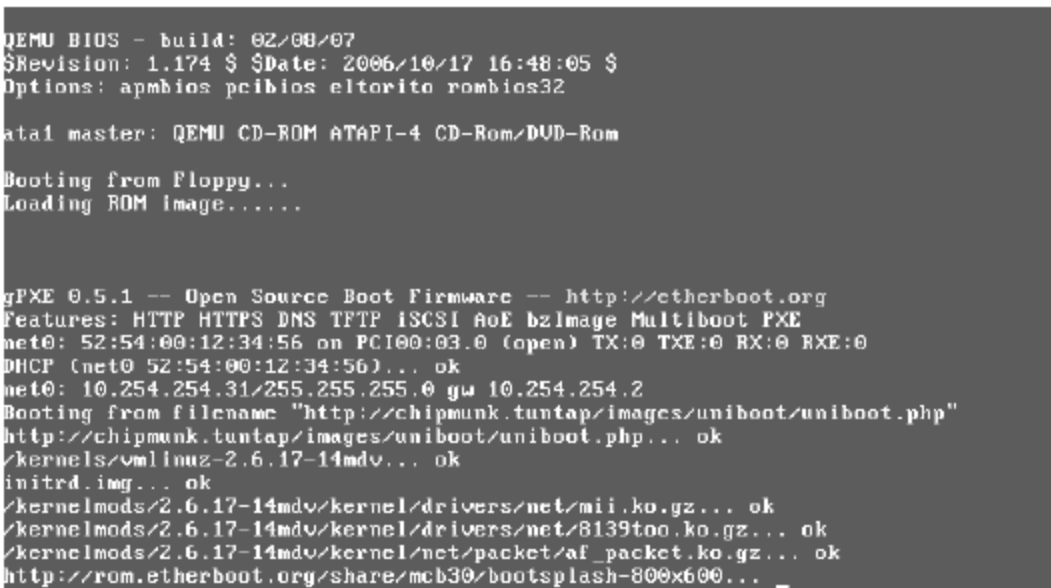 QEMU BIOS - build: 02/08/07
$Revision: 1.174 $ $Date: 2006/10/17 16:48:05 $
Options: apmbios pcibios eltorito rombios32
ata1 master: QEMU CD-ROM ATAPI-4 CD-Rom/DVD-Rom
Booting from Floppy...
Loading ROM image......
gPXE 0.5.1 -- Open Source Boot Firmware -- http://etherboot.org
Features: HTTP HTTPS DNS TFTP iSCSI AoE bzImage Multiboot PXE
net0: 52:54:00:12:34:56 on PCI00:03.0 (open) TX:0 TXE:0 RX:0 RXE:0
DHCP (net0 52:54:00:12:34:56)... ok
net0: 10.254.254.31/255.255.255.0 gw 10.254.254.2
Booting from filename "http://chipmunk.tuntap/images/uniboot/uniboot.php"
http://chipmunk.tuntap/images/uniboot/uniboot.php... ok
/kernels/vmlinuz-2.6.17-14mdv... ok
initrd.img... ok
/kernelmods/2.6.17-14mdv/kernel/drivers/net/mii.ko.gz... ok
/kernelmods/2.6.17-14mdv/kernel/drivers/net/8139too.ko.gz... ok
/kernelmods/2.6.17-14mdv/kernel/net/packet/af_packet.ko.gz... ok
http://rom.etherboot.org/share/mcb30/bootsplash-800x600... _